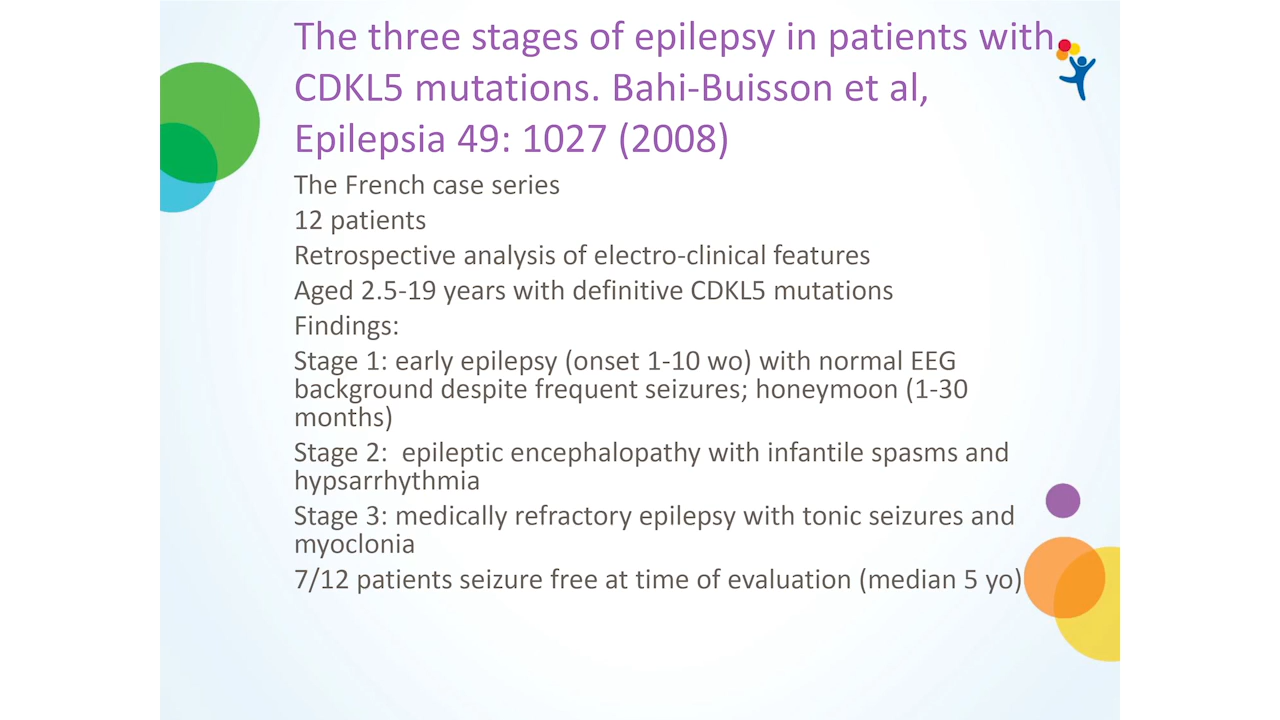 The three stages of epilepsy in patients with
CDKL5 mutations. Bahi-Buisson et al,
Epilepsia 49: 1027 (2008)
The French case series
12 patients
Retrospective analysis of electro-clinical features
Aged 2.5-19 years with definitive CDKL5 mutations
Findings:
Stage 1: early epilepsy (onset 1-10 wo) with normal EEG
background despite frequent seizures; honeymoon (1-30
months)
Stage 2:  epileptic encephalopathy with infantile spasms and
hypsarrhythmia
Stage 3: medically refractory epilepsy with tonic seizures and
myoclonia
7/12 patients seizure free at time of evaluation (median 5 yo)